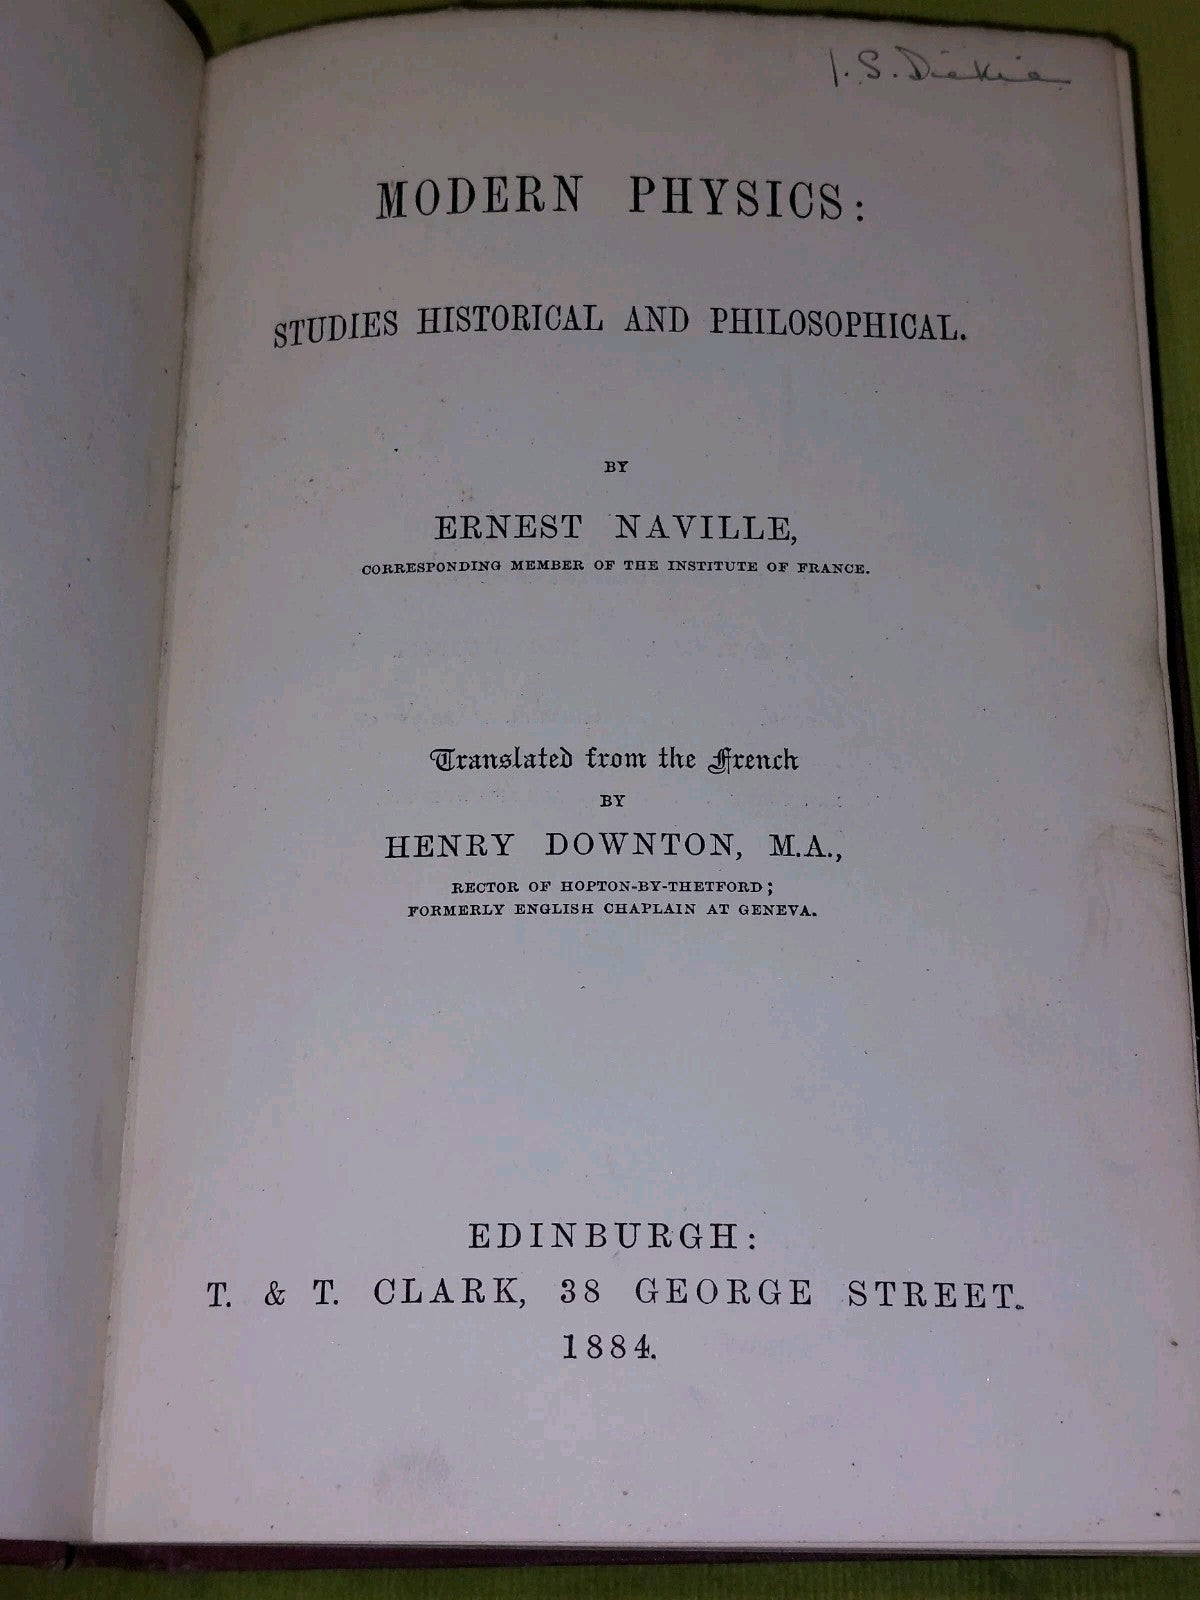 I. S. Dickie
MODERN PHYSICS:
STUDIES HISTORICAL AND PHILOSOPHICAL.
BY
ERNEST NAVILLE,
CORRESPONDING MEMBER OF THE INSTITUTE OF FRANCE.
Translated from the French
BY
HENRY DOWNTON, M.A.,
RECTOR OF HOPTON-BY-THETFORD;
FORMERLY ENGLISH CHAPLAIN AT GENEVA.
EDINBURGH:
T. & T. CLARK, 38 GEORGE STREET.
1884.